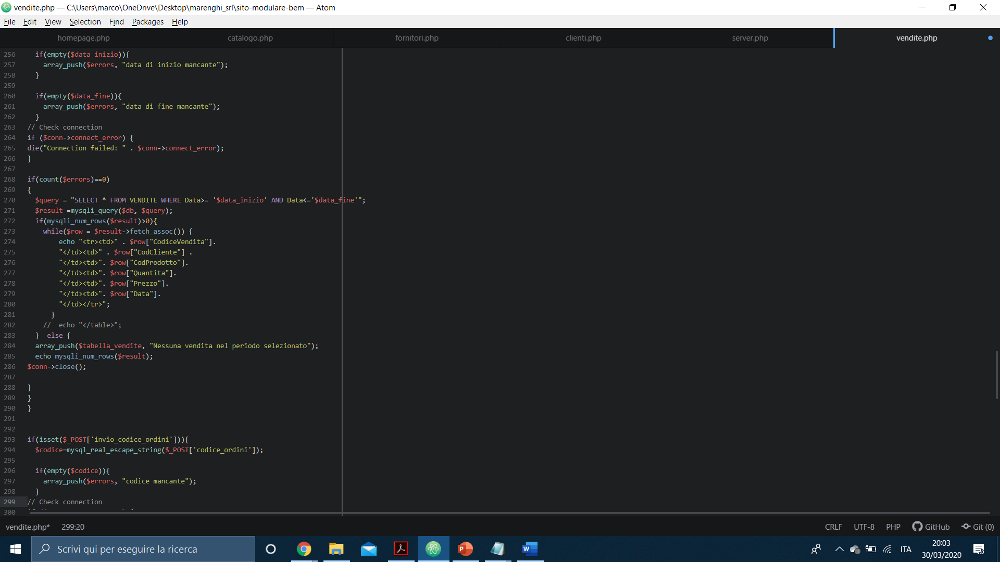 vendite.php — C:\Users\marco\OneDrive\Desktop\marenghi_srl\sito-modulare-bem — Atom
File Edit View Selection Find Packages Help
homepage.php catalogo.php fornitori.php clienti.php server.php vendite.php
256 if(empty($data_inizio)){
257 array_push($errors, "data di inizio mancante");
258 }
259
260 if(empty($data_fine)){
261 array_push($errors, "data di fine mancante");
262 }
263 // Check connection
264 if ($conn->connect_error) {
265 die("Connection failed: " . $conn->connect_error);
266 }
267
268 if(count($errors)==0)
269 {
270 $query = "SELECT * FROM VENDITE WHERE Data>= '$data_inizio' AND Data<='$data_fine'";
271 $result =mysqli_query($db, $query);
272 if(mysqli_num_rows($result)>0){
273 while($row = $result->fetch_assoc()) {
274 echo "<tr><td>" . $row["CodiceVendita"].
275 "</td><td>" . $row["CodCliente"] .
276 "</td><td>". $row["CodProdotto"].
277 "</td><td>". $row["Quantita"].
278 "</td><td>". $row["Prezzo"].
279 "</td><td>". $row["Data"].
280 "</td></tr>";
281 }
282 // echo "</table>";
283 } else {
284 array_push($tabella_vendite, "Nessuna vendita nel periodo selezionato");
285 echo mysqli_num_rows($result);
286 $conn->close();
287
288 }
289 }
290 }
291
292
293 if(isset($_POST['invio_codice_ordini'])){
294 $codice=mysql_real_escape_string($_POST['codice_ordini']);
295
296 if(empty($codice)){
297 array_push($errors, "codice mancante");
298 }
299 // Check connection
300
vendite.php* 299:20 CRLF UTF-8 PHP GitHub Git (0)
Scrivi qui per eseguire la ricerca ITA 20:03
30/03/2020